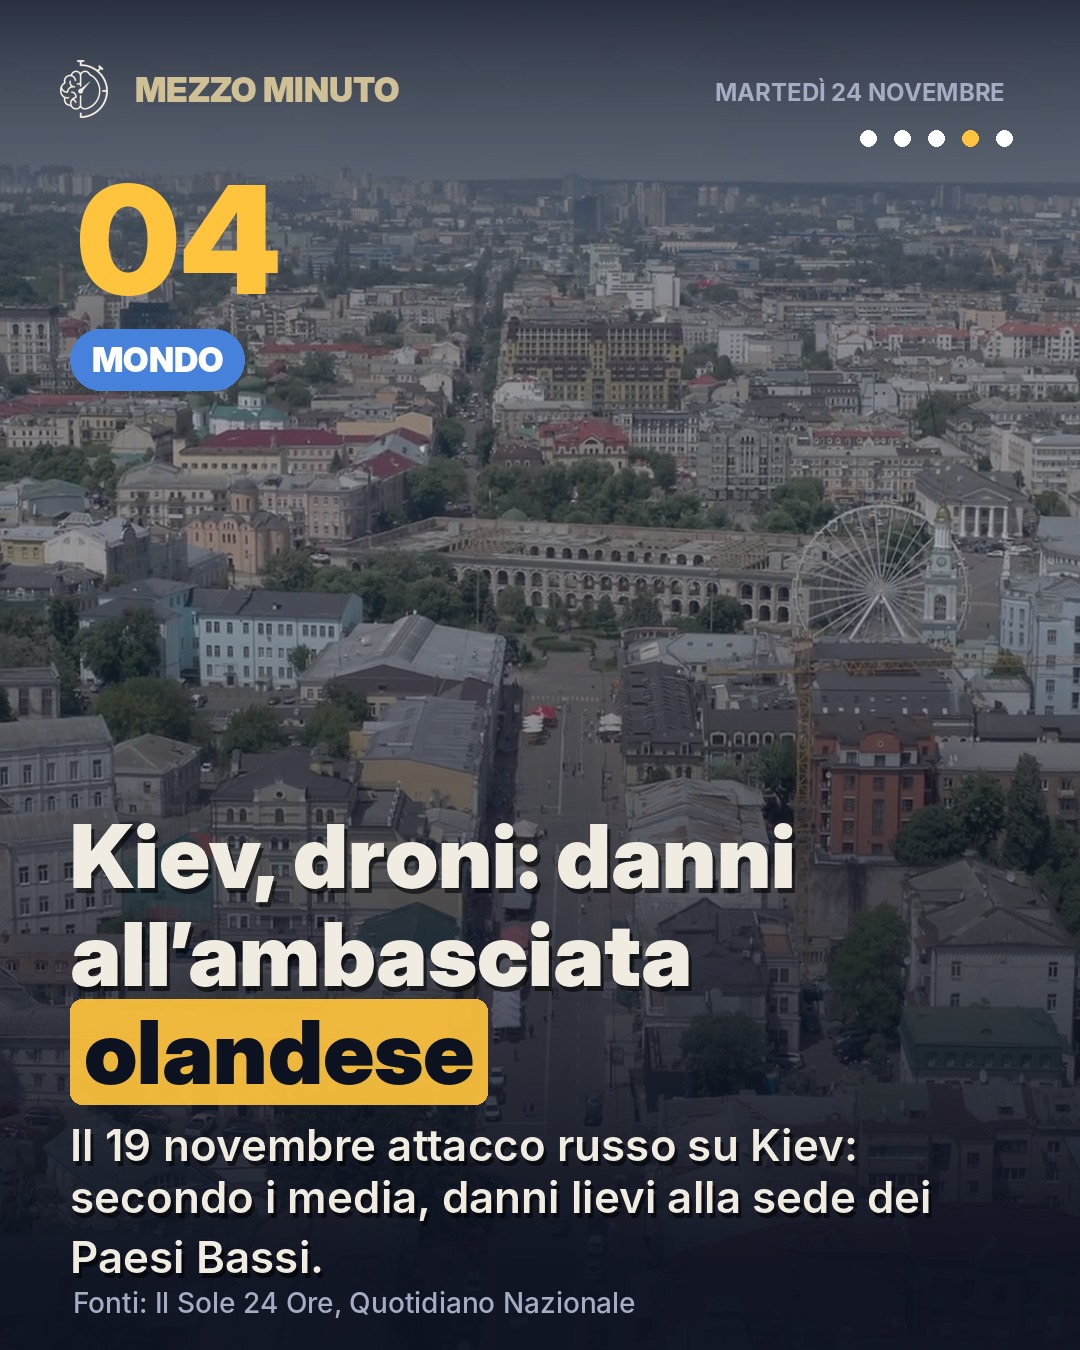 MEZZO MINUTO
MARTEDÌ 24 NOVEMBRE
04
MONDO
Kiev, droni: danni
all'ambasciata
olandese
Il 19 novembre attacco russo su Kiev:
secondo i media, danni lievi alla sede dei
Paesi Bassi.
Fonti: Il Sole 24 Ore, Quotidiano Nazionale